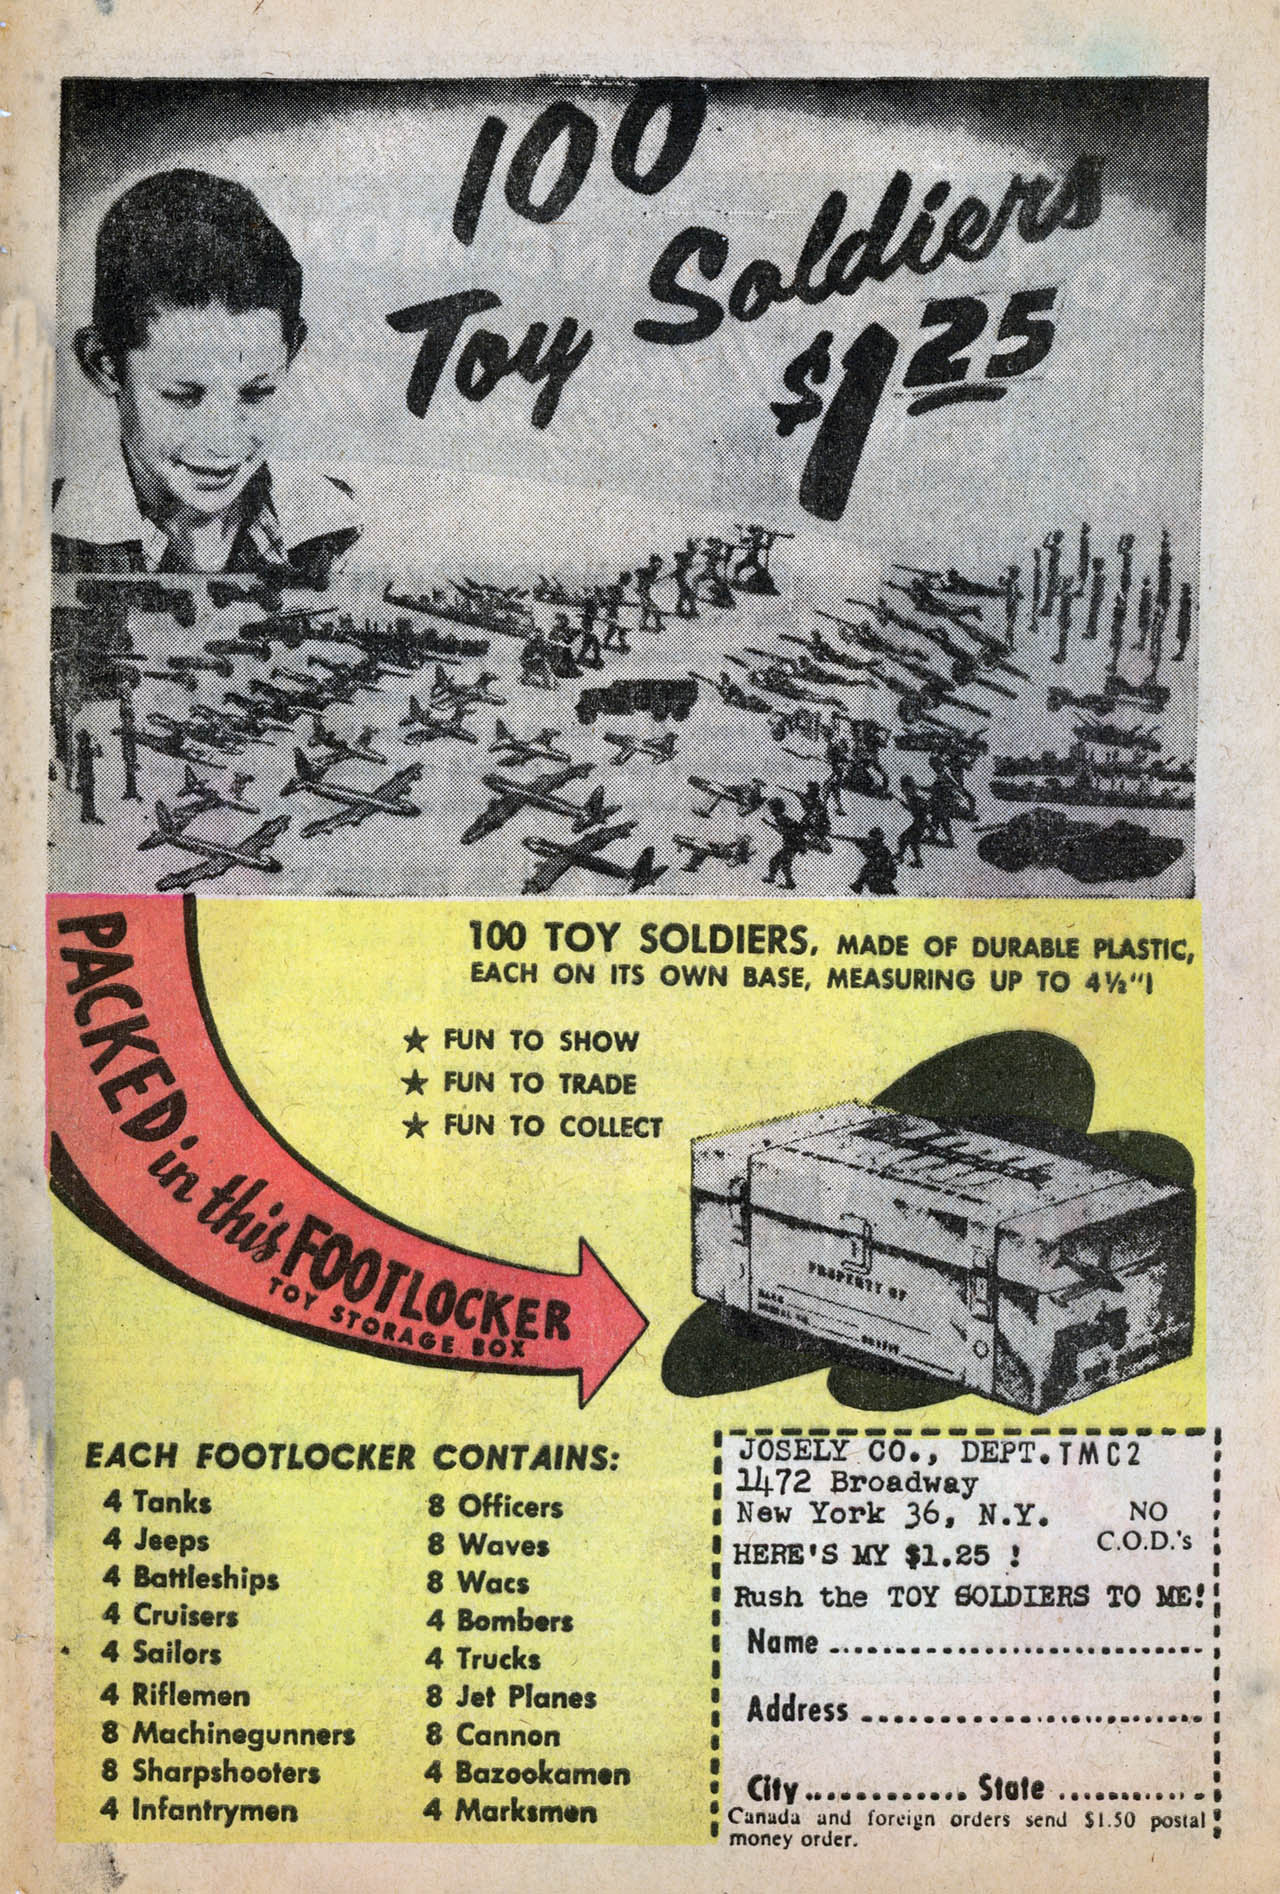 100
Toy Soldiers
$1 25
PACKED in this FOOTLOCKER
TOY STORAGE BOX
100 TOY SOLDIERS, MADE OF DURABLE PLASTIC,
EACH ON ITS OWN BASE, MEASURING UP TO 4½"!
★ FUN TO SHOW
★ FUN TO TRADE
★ FUN TO COLLECT
PROPERTY OF
EACH FOOTLOCKER CONTAINS:
4 Tanks
4 Jeeps
4 Battleships
4 Cruisers
4 Sailors
4 Riflemen
8 Machinegunners
8 Sharpshooters
4 Infantrymen
8 Officers
8 Waves
8 Wacs
4 Bombers
4 Trucks
8 Jet Planes
8 Cannon
4 Bazookamen
4 Marksmen
JOSELY CO., DEPT. TMC2
1472 Broadway
New York 36, N.Y.
NO
C.O.D.'s
HERE'S MY $1.25 !
Rush the TOY SOLDIERS TO ME!
Name
Address
City State
Canada and foreign orders send $1.50 postal
money order.